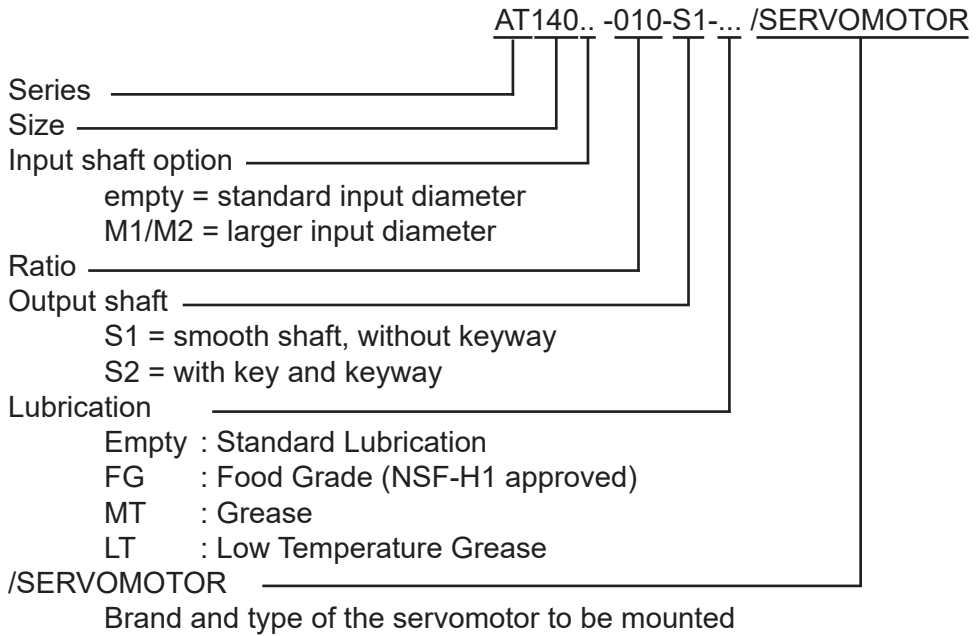 AT140.. -010-S1-... /SERVOMOTOR
Series
Size
Input shaft option
empty = standard input diameter
M1/M2 = larger input diameter
Ratio
Output shaft
S1 = smooth shaft, without keyway
S2 = with key and keyway
Lubrication
Empty : Standard Lubrication
FG : Food Grade (NSF-H1 approved)
MT : Grease
LT : Low Temperature Grease
/SERVOMOTOR
Brand and type of the servomotor to be mounted